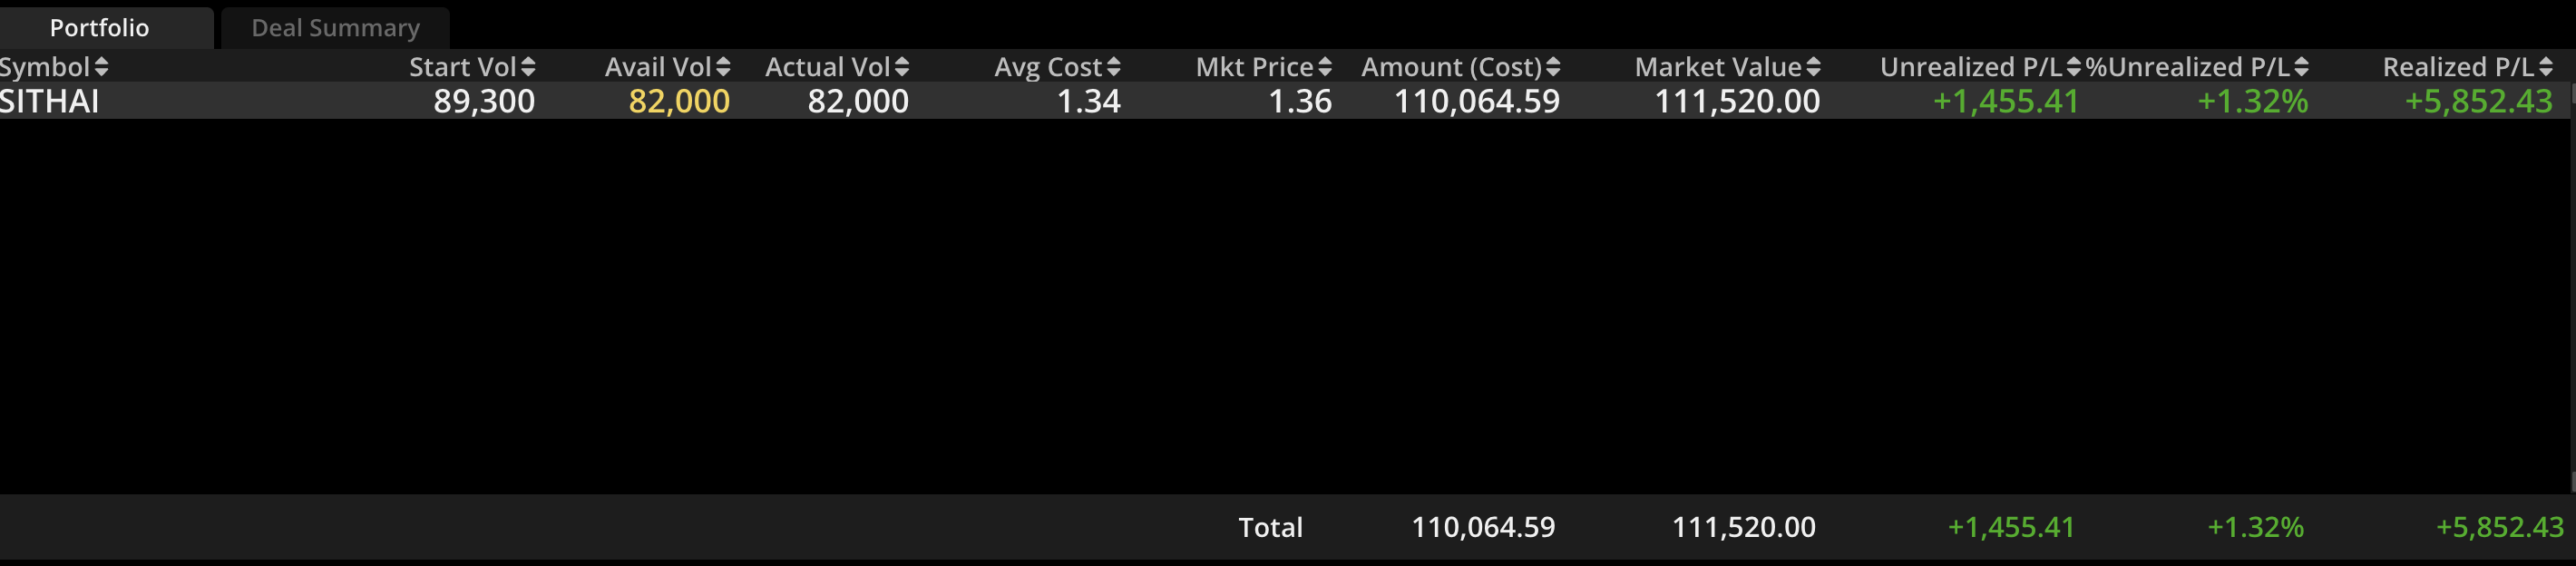 Portfolio Deal Summary
Symbol Start Vol Avail Vol Actual Vol Avg Cost Mkt Price Amount (Cost) Market Value Unrealized P/L %Unrealized P/L Realized P/L
SITHAI 89,300 82,000 82,000 1.34 1.36 110,064.59 111,520.00 +1,455.41 +1.32% +5,852.43
Total 110,064.59 111,520.00 +1,455.41 +1.32% +5,852.43